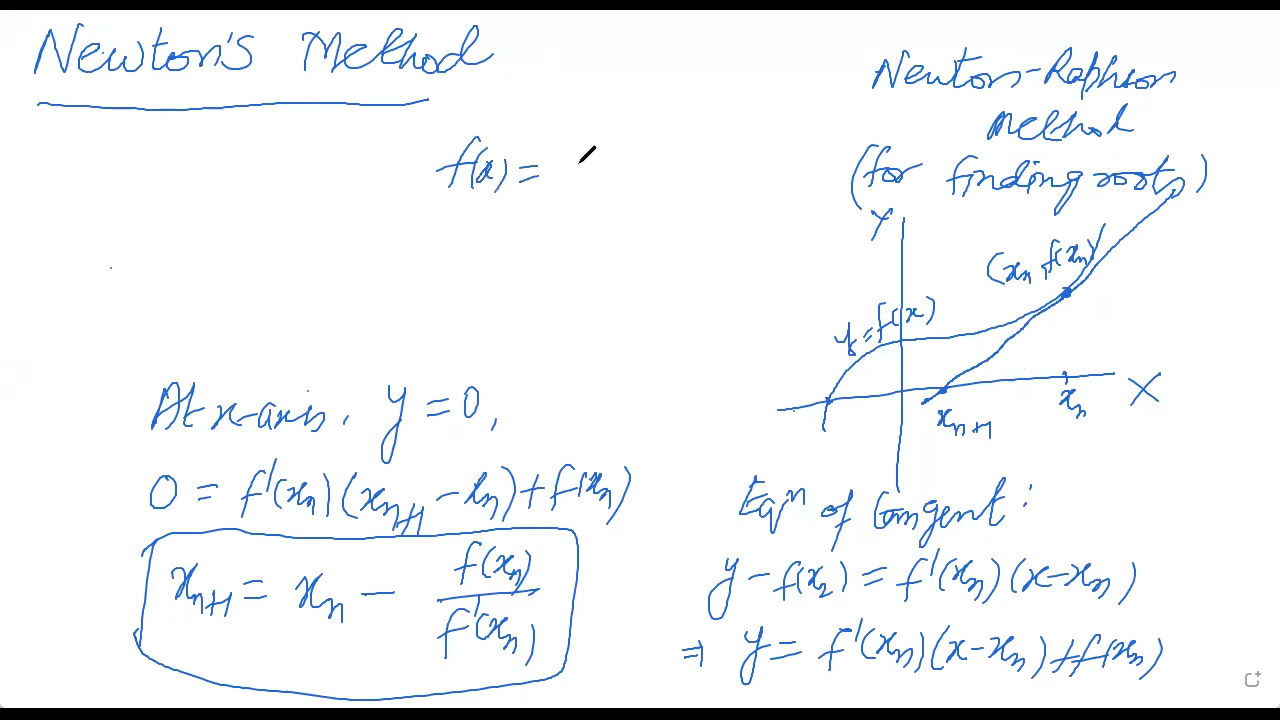 Newton's Method
f(x) =
Newton-Raphson
Method
(for finding roots)
Y
(xₙ, f(xₙ))
y = f(x)
X
xₙ
xₙ₊₁
At x-axis, y = 0,
0 = f'(xₙ)(xₙ₊₁ - xₙ) + f(xₙ)
xₙ₊₁ = xₙ - f(xₙ)/f'(xₙ)
Eqⁿ of tangent:
y - f(x₂) = f'(xₙ)(x - xₙ)
⇒ y = f'(xₙ)(x - xₙ) + f(xₙ)